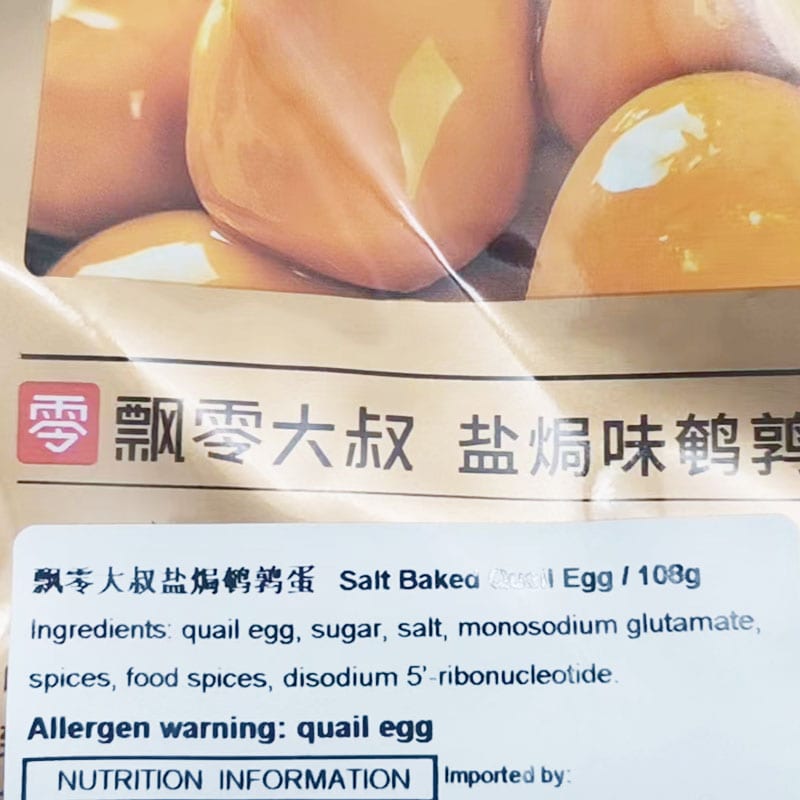 零 飘零大叔 盐焗味鹌鹑
飘零大叔盐焗鹌鹑蛋 Salt Baked Quail Egg / 108g
Ingredients: quail egg, sugar, salt, monosodium glutamate,
spices, food spices, disodium 5'-ribonucleotide.
Allergen warning: quail egg
NUTRITION INFORMATION Imported by: